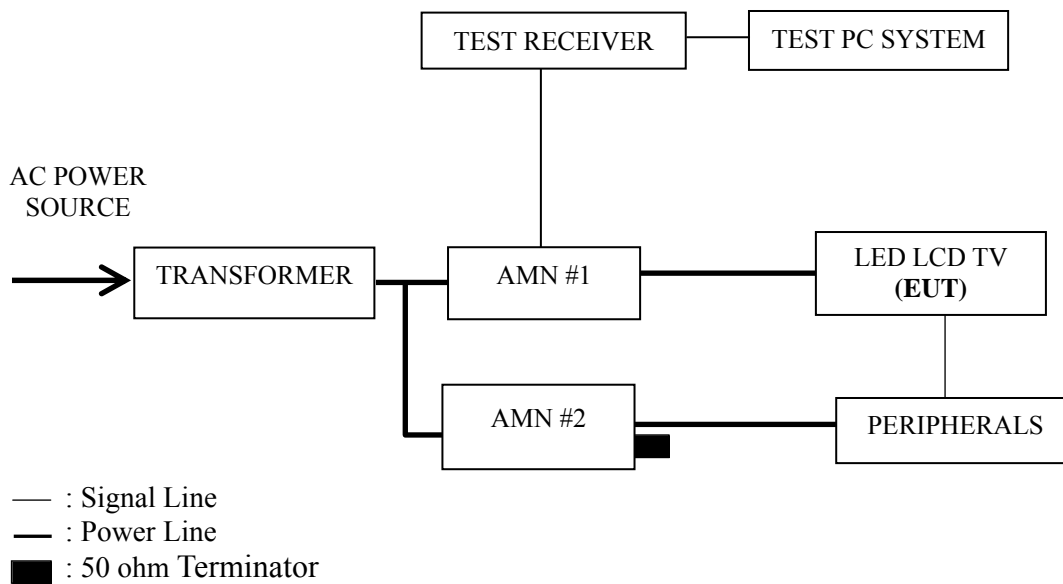 TEST RECEIVER
TEST PC SYSTEM
AC POWER
SOURCE
TRANSFORMER
AMN #1
LED LCD TV
(EUT)
AMN #2
PERIPHERALS
: Signal Line
: Power Line
: 50 ohm Terminator